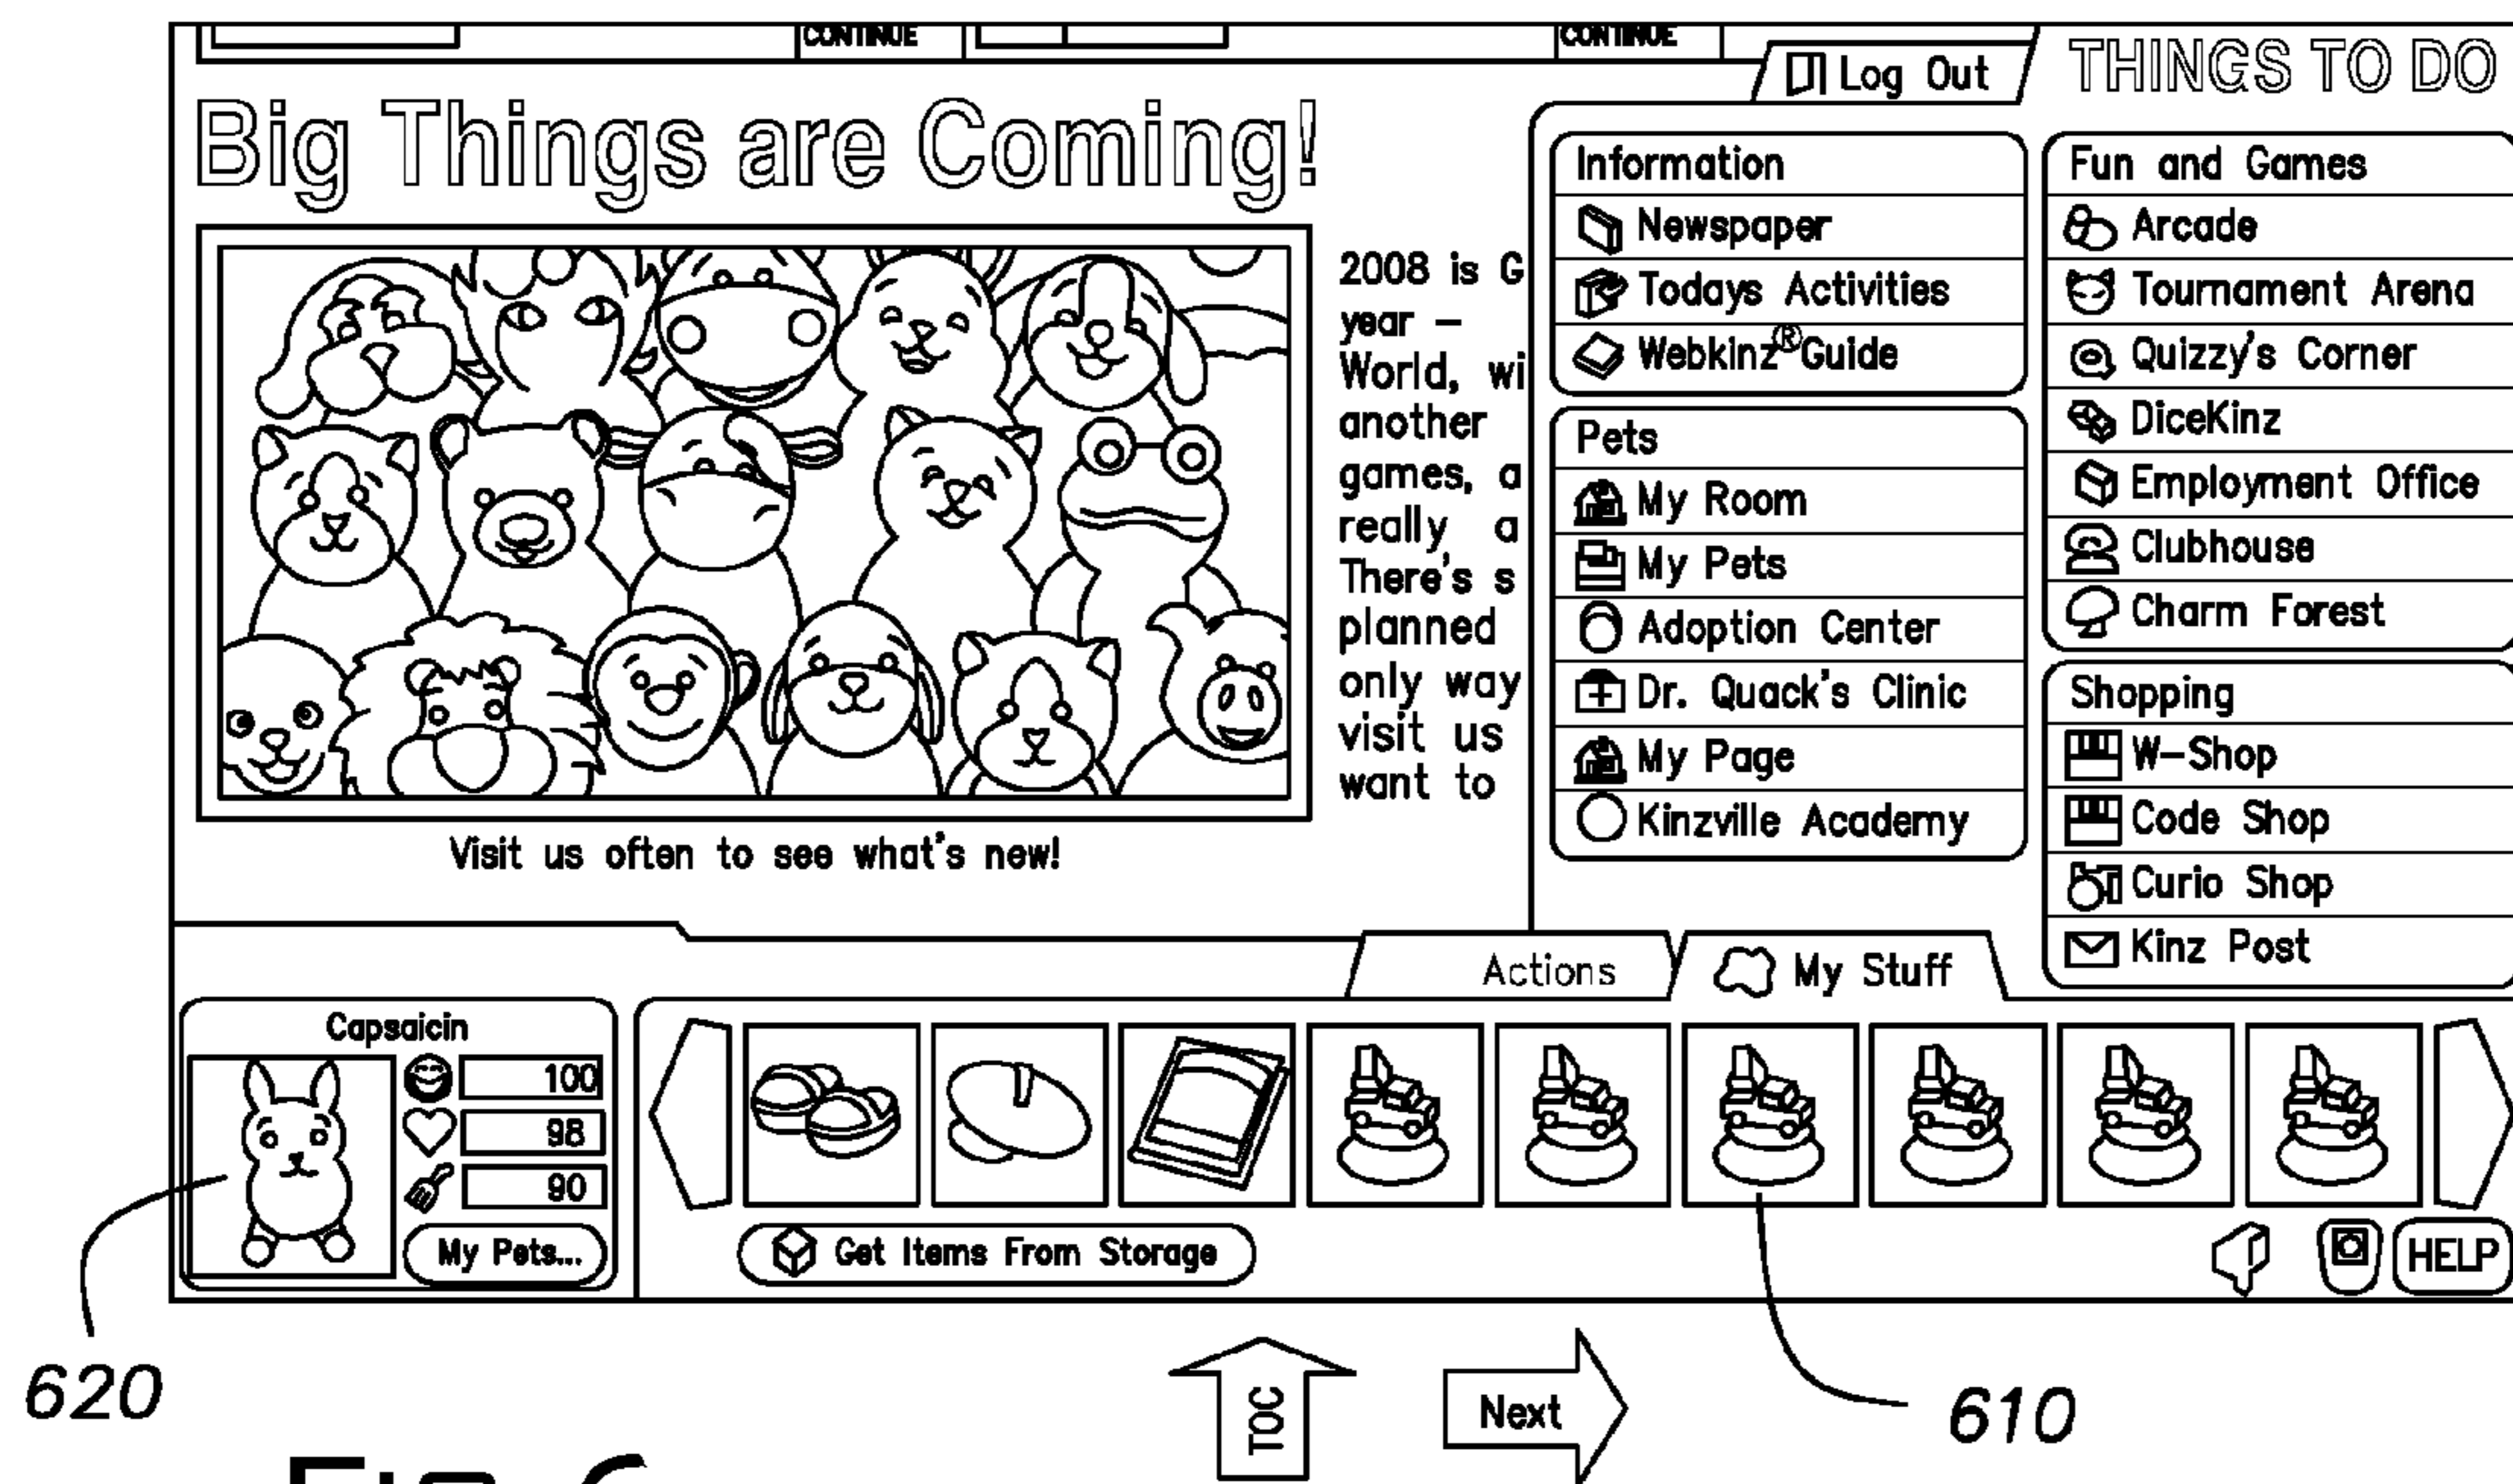 CONTINUE
CONTINUE
Log Out
THINGS TO DO
Big Things are Coming!
2008 is G
year –
World, wi
another
games, a
really a
There's s
planned
only way
visit us
want to
Visit us often to see what's new!
Information
Newspaper
Todays Activities
Webkinz® Guide
Pets
My Room
My Pets
Adoption Center
Dr. Quack's Clinic
My Page
Kinzville Academy
Fun and Games
Arcade
Tournament Arena
Quizzy's Corner
DiceKinz
Employment Office
Clubhouse
Charm Forest
Shopping
W-Shop
Code Shop
Curio Shop
Kinz Post
Actions
My Stuff
Capsaicin
100
98
90
My Pets...
Get Items From Storage
HELP
620
TOC
Next
610
Fig. 6